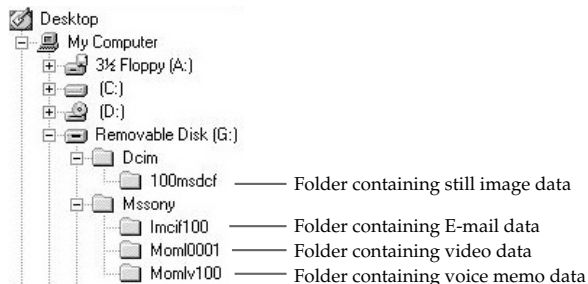 Desktop
My Computer
3½ Floppy (A:)
(C:)
(D:)
Removable Disk (G:)
Dcim
100msdcf Folder containing still image data
Mssony
Imcif100 Folder containing E-mail data
Moml0001 Folder containing video data
Momlv100 Folder containing voice memo data